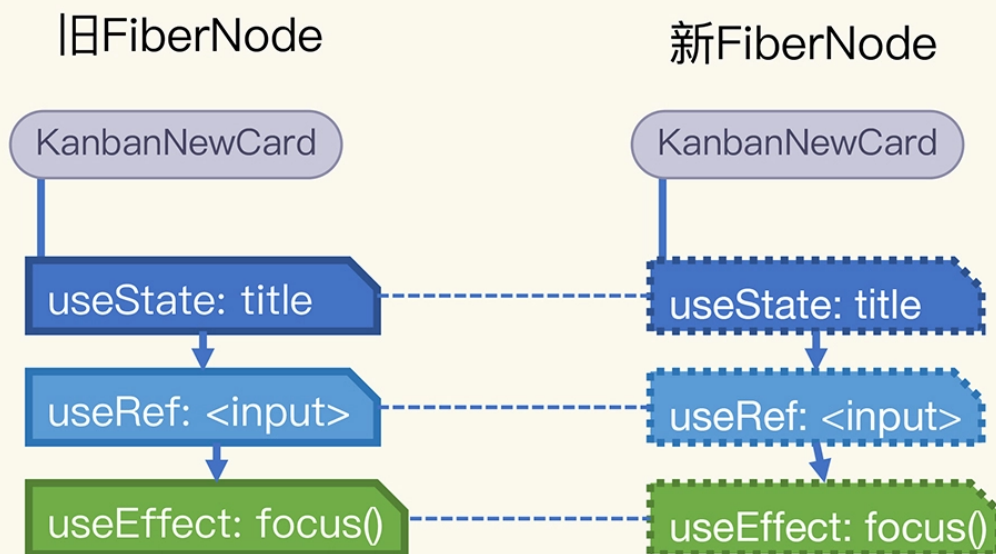 旧FiberNode
新FiberNode
KanbanNewCard
KanbanNewCard
useState: title
useState: title
useRef: <input>
useRef: <input>
useEffect: focus()
useEffect: focus()